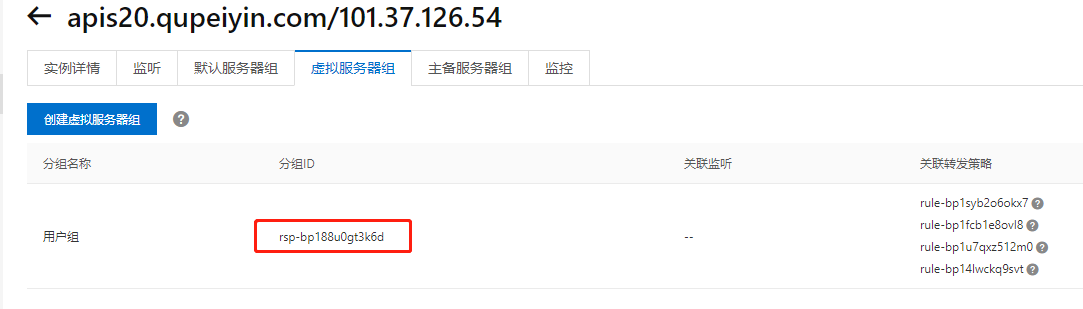 ← apis20.qupeiyin.com/101.37.126.54
实例详情 监听 默认服务器组 虚拟服务器组 主备服务器组 监控
创建虚拟服务器组 ?
分组名称 分组ID 关联监听 关联转发策略
rule-bp1syb2o6okx7 ?
rule-bp1fcb1e8ovl8 ?
用户组 rsp-bp188u0gt3k6d --
rule-bp1u7qxz512m0 ?
rule-bp14lwckq9svt ?